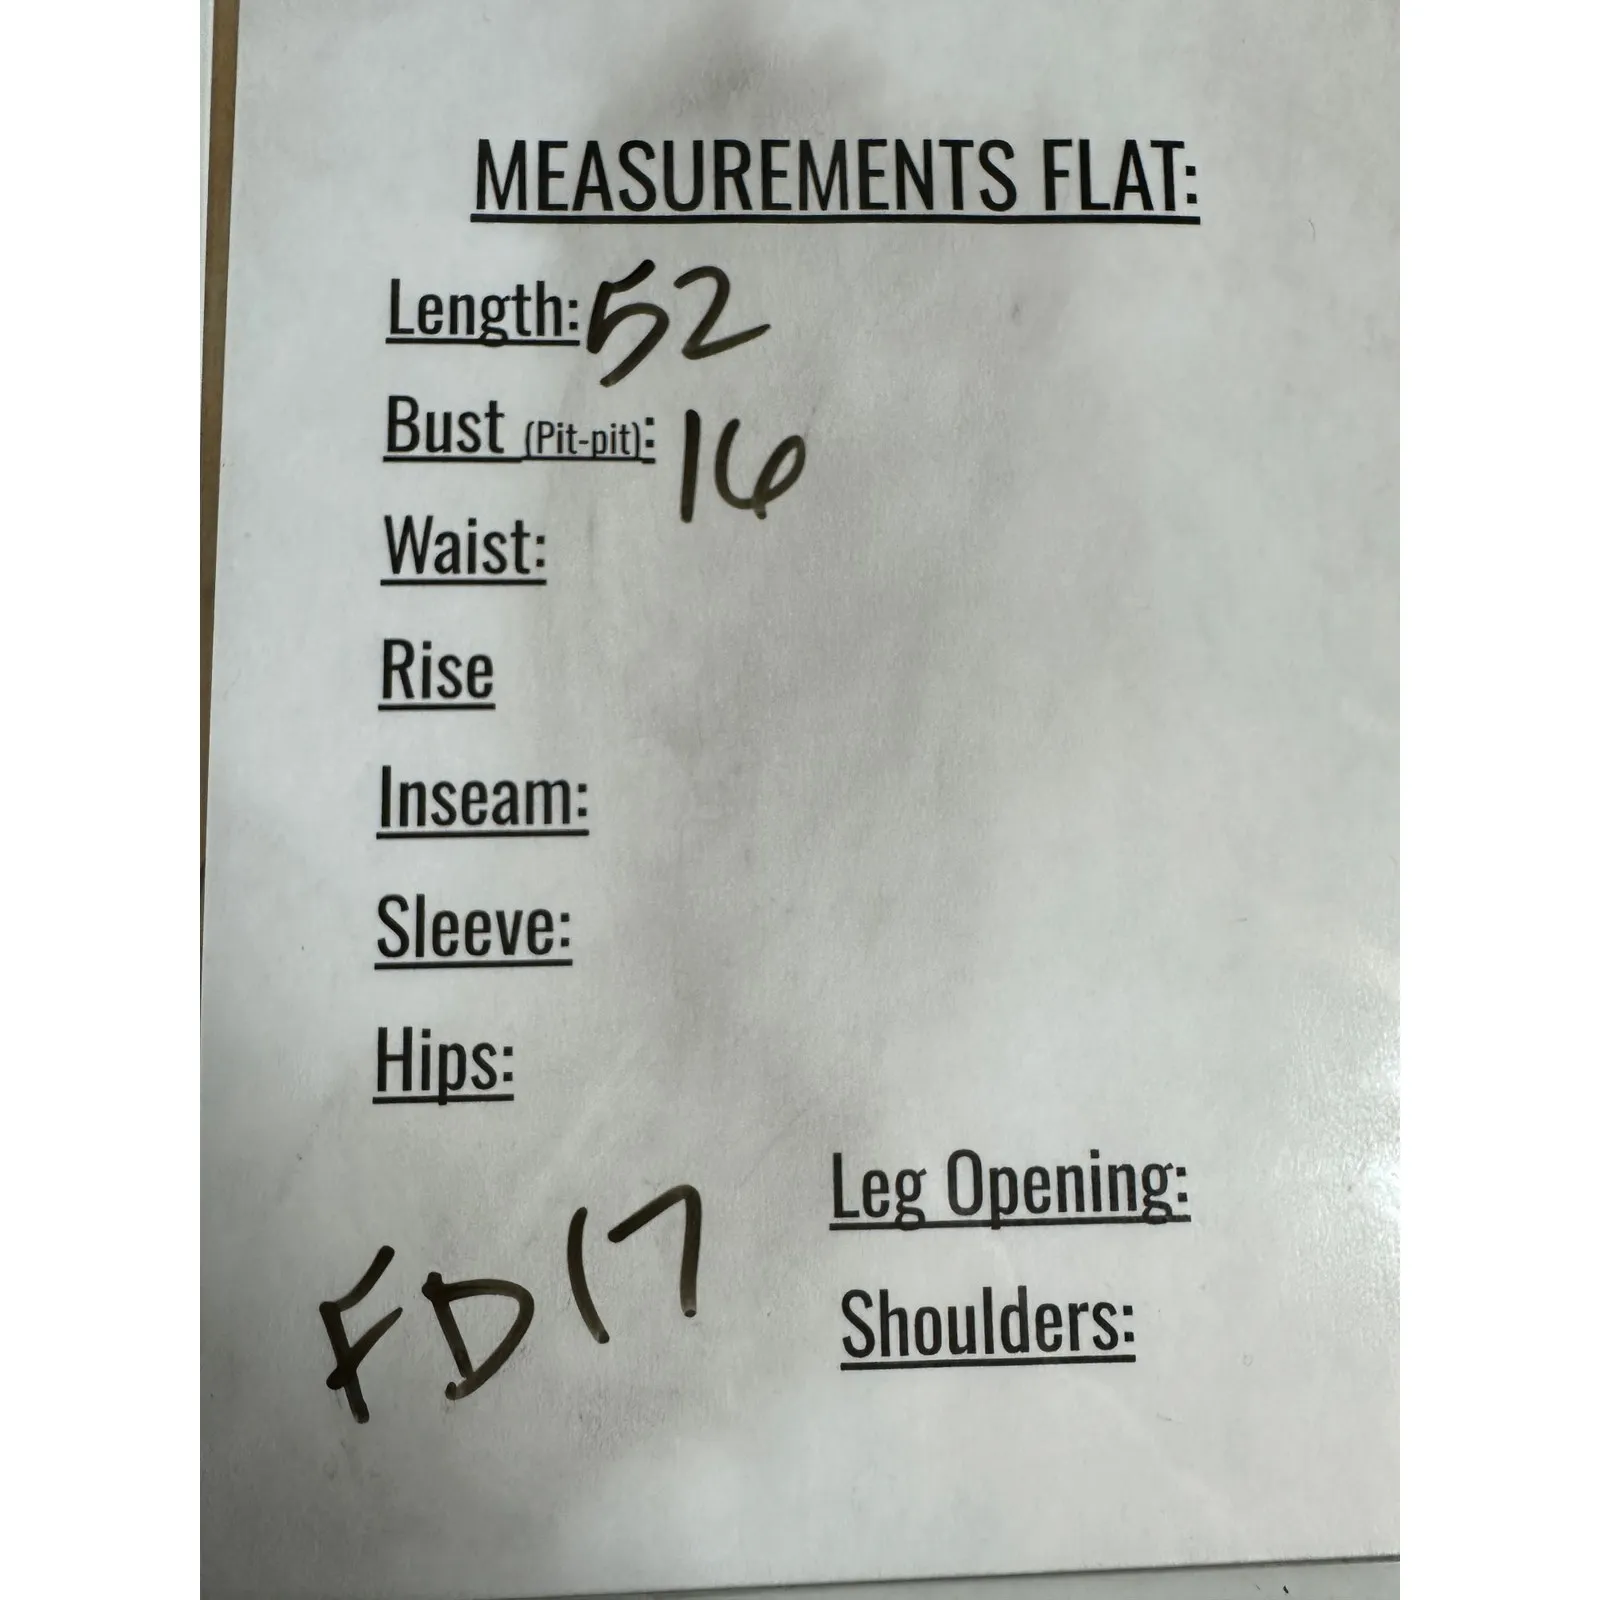 MEASUREMENTS FLAT:
Length: 52
Bust (Pit-pit): 16
Waist:
Rise
Inseam:
Sleeve:
Hips:
Leg Opening:
FD17
Shoulders: